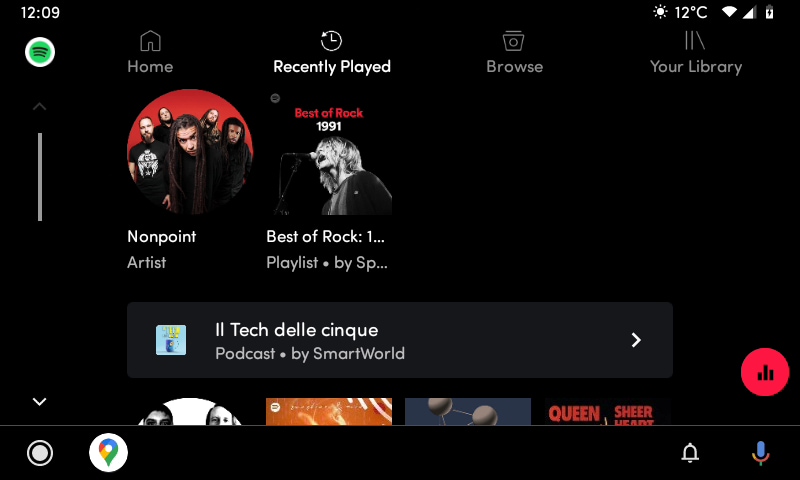 12:09
12°C
Home
Recently Played
Browse
Your Library
Best of Rock
1991
Nonpoint
Artist
Best of Rock: 1...
Playlist • by Sp...
Il Tech delle cinque
Podcast • by SmartWorld
QUEEN SHEER
HEART